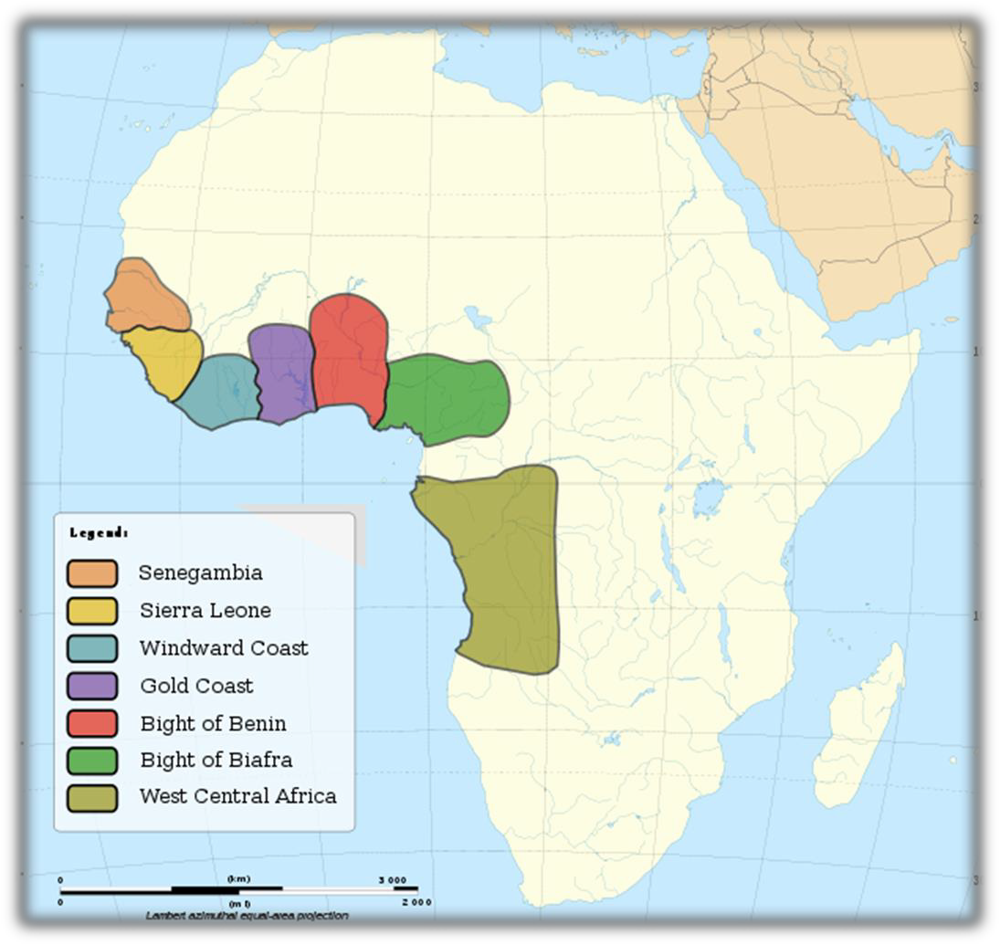 Legend:
Senegambia
Sierra Leone
Windward Coast
Gold Coast
Bight of Benin
Bight of Biafra
West Central Africa
0 (km) 3 000
0 (mi) 2 000
Lambert azimuthal equal-area projection